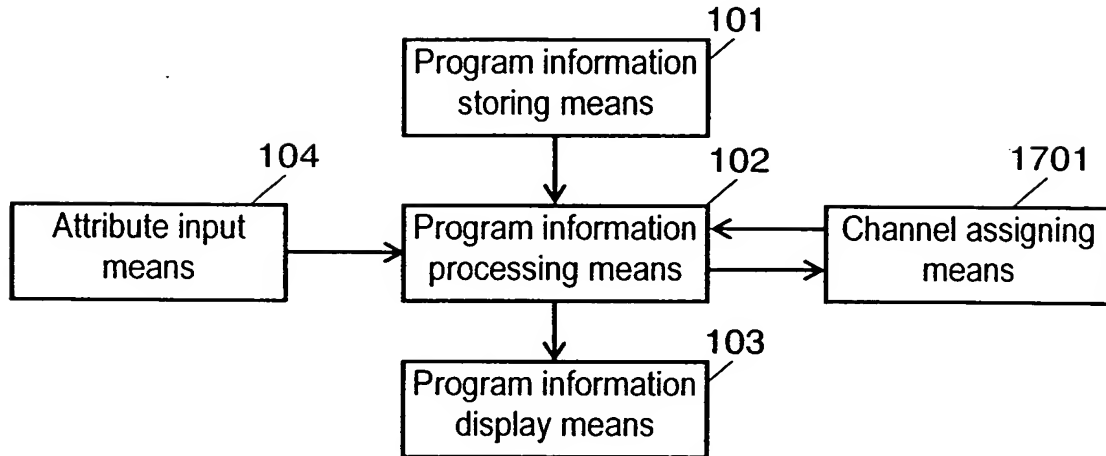 101
Program information
storing means
104
102
1701
Attribute input
means
Program information
processing means
Channel assigning
means
103
Program information
display means